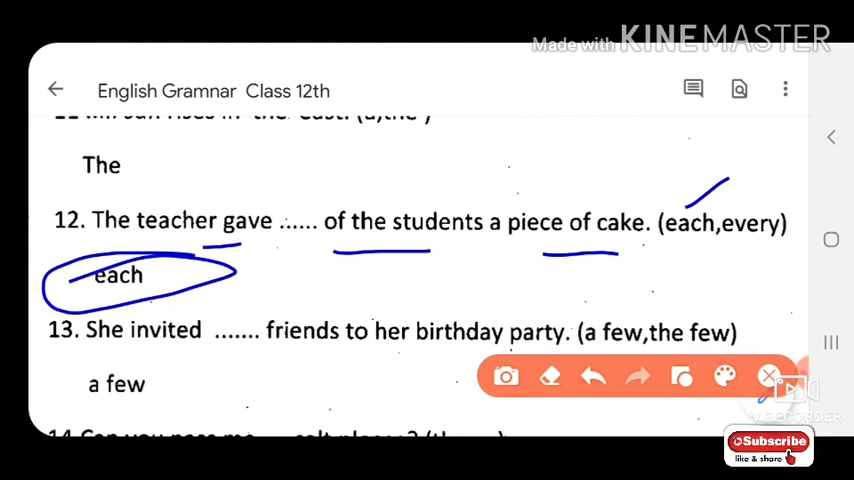 Made with KINEMASTER
English Gramnar Class 12th
The
12. The teacher gave ...... of the students a piece of cake. (each,every)
each
13. She invited ....... friends to her birthday party. (a few,the few)
a few
V RECORDER
Subscribe
like & share